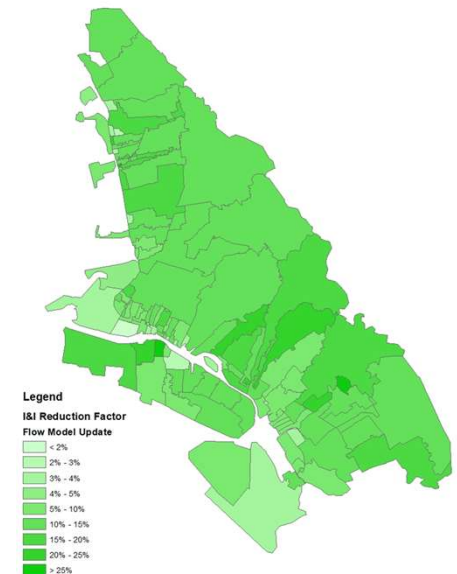 Legend
I&I Reduction Factor
Flow Model Update
< 2%
2% - 3%
3% - 4%
4% - 5%
5% - 10%
10% - 15%
15% - 20%
20% - 25%
> 25%